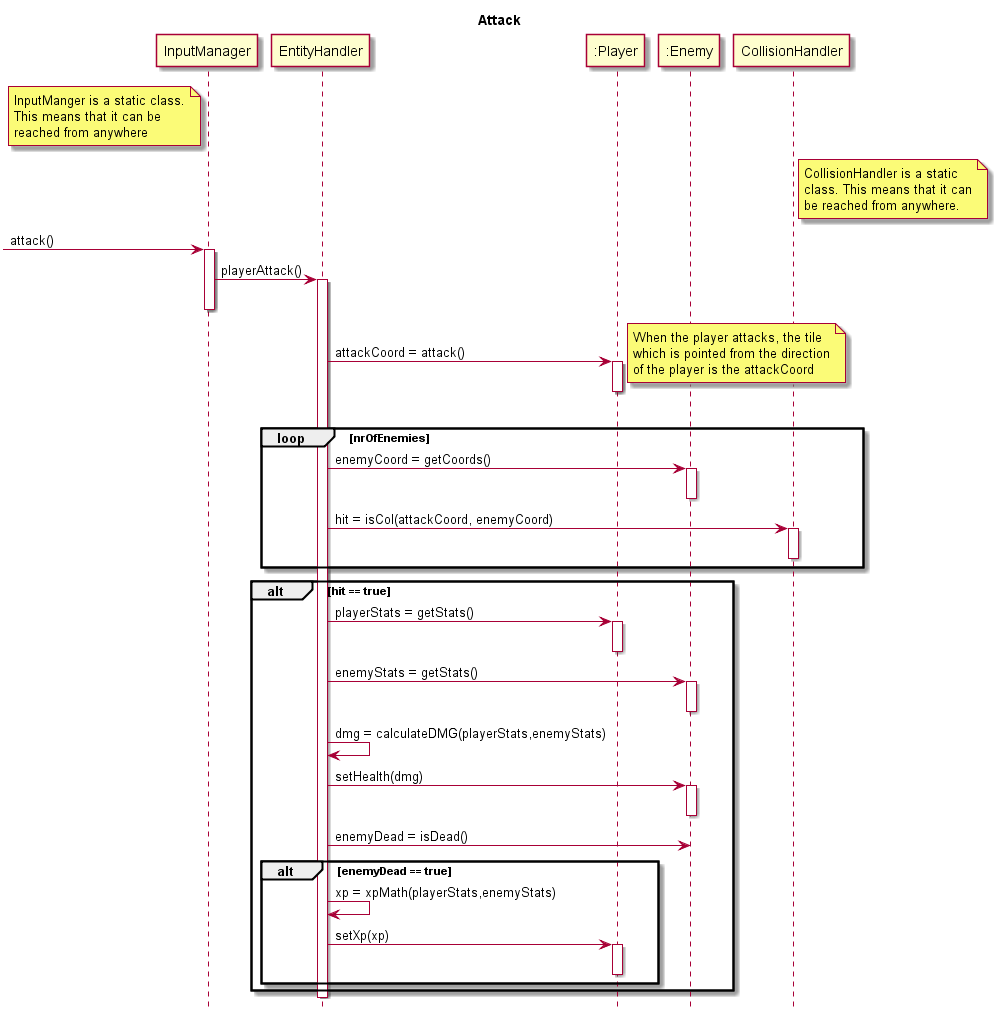 Attack
InputManager
EntityHandler
:Player
:Enemy
CollisionHandler
InputManger is a static class.
This means that it can be
reached from anywhere
CollisionHandler is a static
class. This means that it can
be reached from anywhere.
attack()
playerAttack()
When the player attacks, the tile
which is pointed from the direction
of the player is the attackCoord
attackCoord = attack()
loop [nrOfEnemies]
enemyCoord = getCoords()
hit = isCol(attackCoord, enemyCoord)
alt [hit == true]
playerStats = getStats()
enemyStats = getStats()
dmg = calculateDMG(playerStats,enemyStats)
setHealth(dmg)
enemyDead = isDead()
alt [enemyDead == true]
xp = xpMath(playerStats,enemyStats)
setXp(xp)